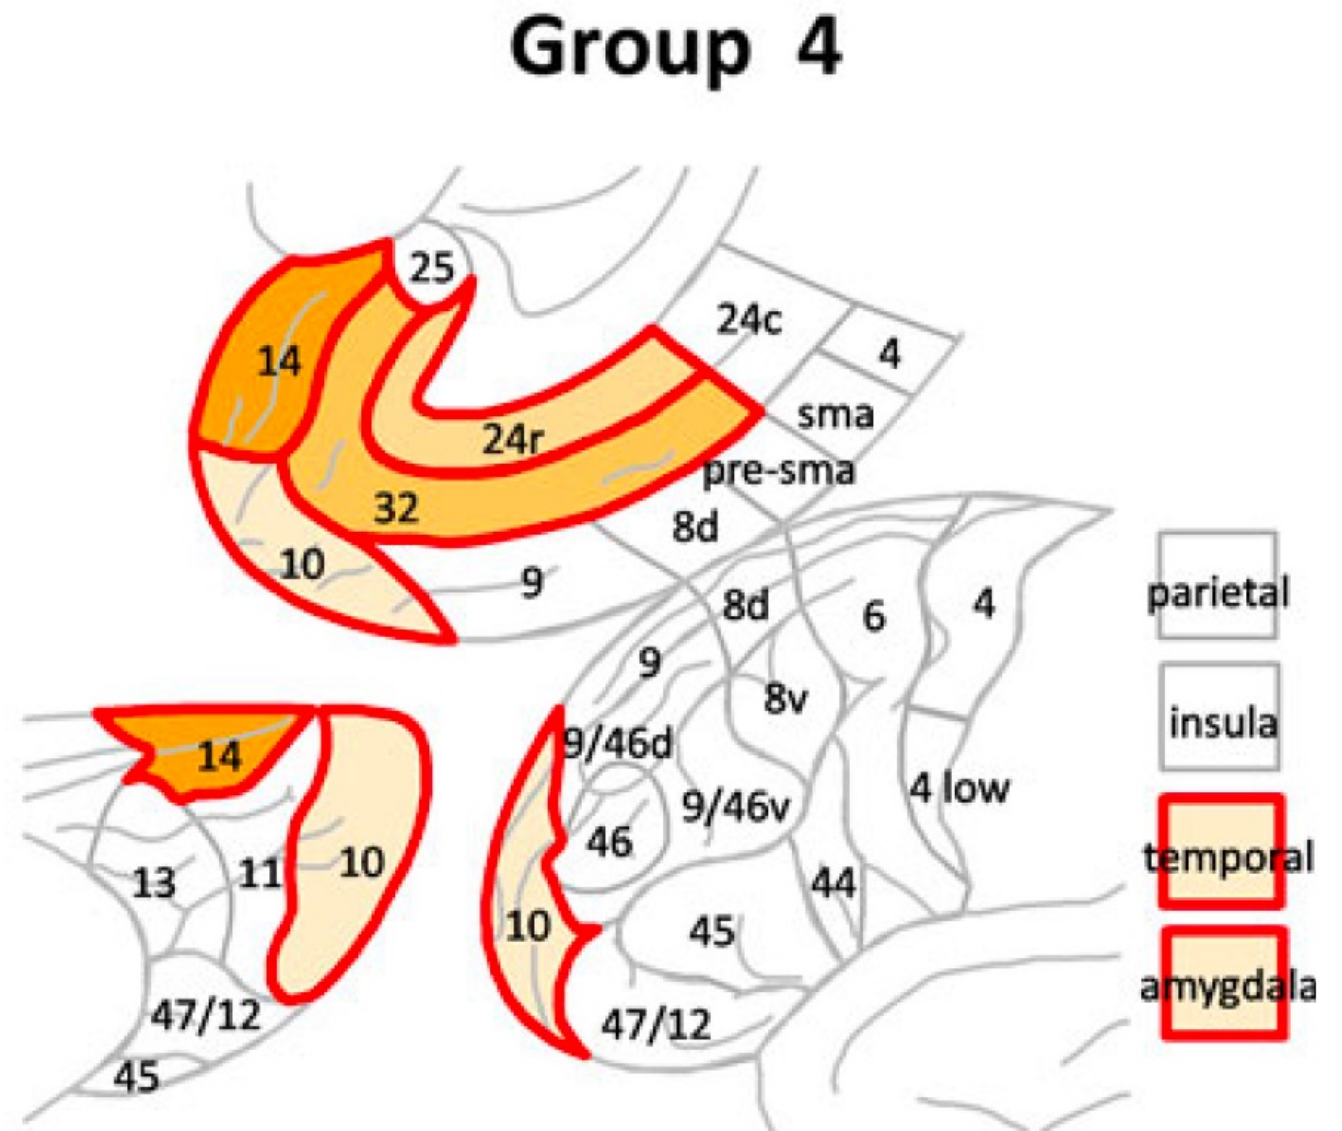 Group 4
25
24c
4
14
sma
24r
pre-sma
32
8d
10
9
8d
6
4
parietal
9
8v
insula
14
9/46d
4 low
9/46v
46
temporal
13
11
10
44
10
45
amygdala
47/12
47/12
45